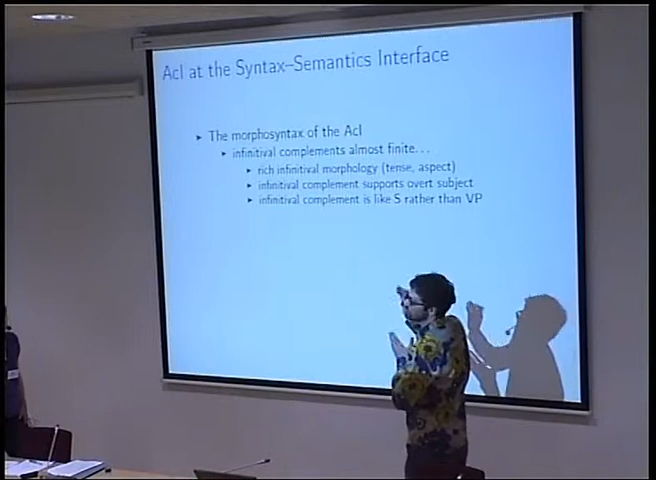 AcI at the Syntax–Semantics Interface
▸ The morphosyntax of the AcI
▸ infinitival complements almost finite...
▸ rich infinitival morphology (tense, aspect)
▸ infinitival complement supports overt subject
▸ infinitival complement is like S rather than VP